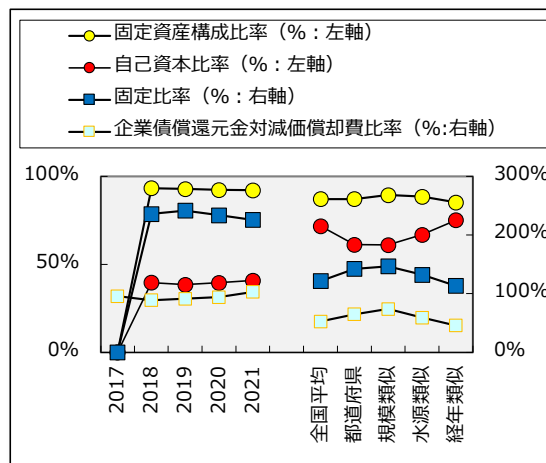 固定資産構成比率（%：左軸）
自己資本比率（%：左軸）
固定比率（%：右軸）
企業債償還元金対減価償却費比率（%:右軸）
100%
50%
0%
300%
200%
100%
0%
2017
2018
2019
2020
2021
全国平均
都道府県
規模類似
水源類似
経年類似